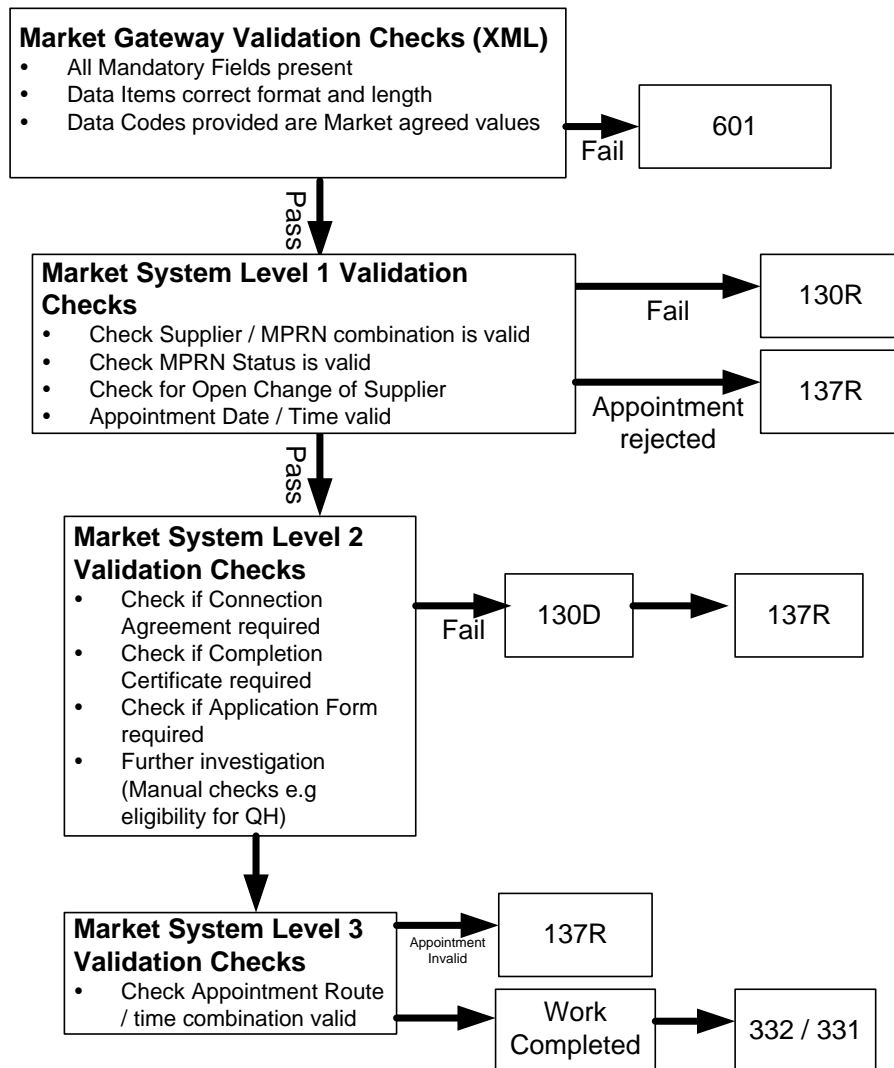 Market Gateway Validation Checks (XML)
• All Mandatory Fields present
• Data Items correct format and length
• Data Codes provided are Market agreed values
Fail
601
Pass
Market System Level 1 Validation
Checks
• Check Supplier / MPRN combination is valid
• Check MPRN Status is valid
• Check for Open Change of Supplier
• Appointment Date / Time valid
Fail
130R
Appointment
rejected
137R
Pass
Market System Level 2
Validation Checks
• Check if Connection
Agreement required
• Check if Completion
Certificate required
• Check if Application Form
required
• Further investigation
(Manual checks e.g
eligibility for QH)
Fail
130D
137R
Market System Level 3
Validation Checks
• Check Appointment Route
/ time combination valid
Appointment
Invalid
137R
Work
Completed
332 / 331